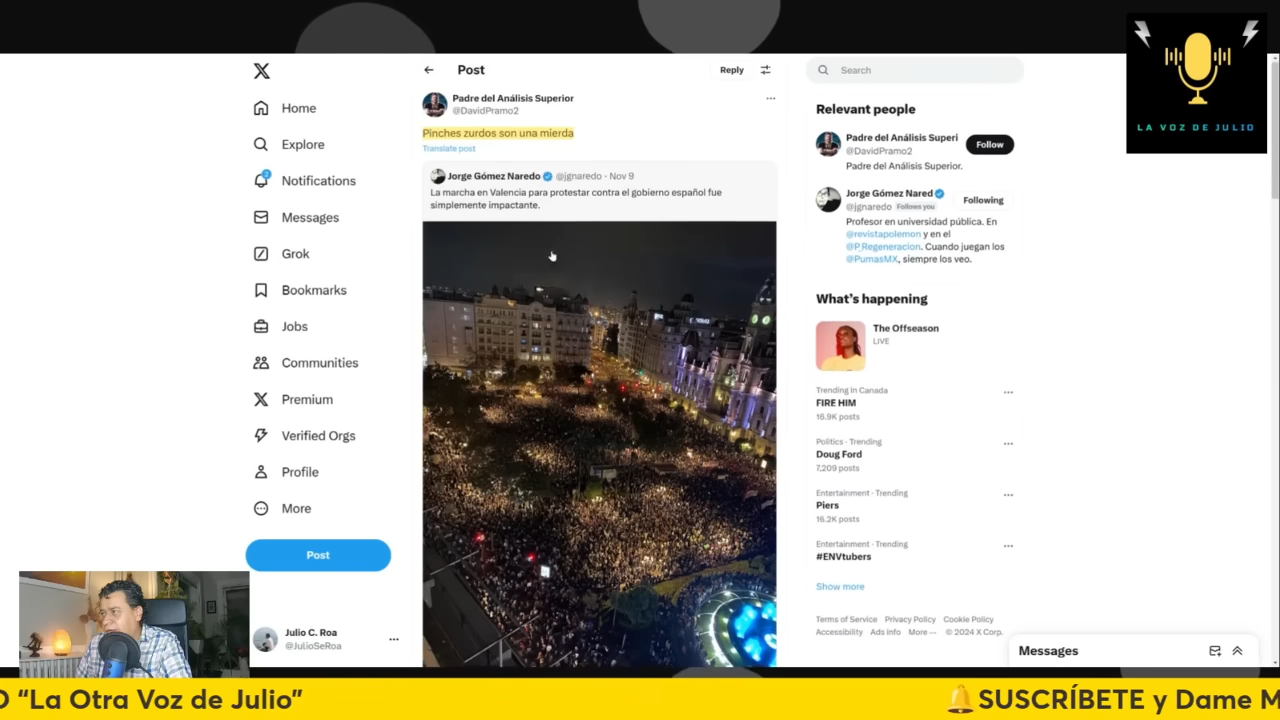 Post
Reply
Search
Padre del Análisis Superior
@DavidPramo2
Pinches zurdos son una mierda
Translate post
Jorge Gómez Naredo @jgnaredo · Nov 9
La marcha en Valencia para protestar contra el gobierno español fue
simplemente impactante.
Home
Explore
2
Notifications
Messages
Grok
Bookmarks
Jobs
Communities
Premium
Verified Orgs
Profile
More
Post
Julio C. Roa
@JulioSeRoa
Relevant people
Padre del Análisis Superi
@DavidPramo2
Follow
Padre del Análisis Superior.
Jorge Gómez Nared
@jgnaredo Follows you
Following
Profesor en universidad pública. En
@revistapolemon y en el
@P_Regeneracion. Cuando juegan los
@PumasMX, siempre los veo.
What's happening
The Offseason
LIVE
Trending in Canada
FIRE HIM
16.9K posts
Politics · Trending
Doug Ford
7,209 posts
Entertainment · Trending
Piers
16.2K posts
Entertainment · Trending
#ENVtubers
Show more
Terms of Service Privacy Policy Cookie Policy
Accessibility Ads info More ··· © 2024 X Corp.
Messages
LA VOZ DE JULIO
O “La Otra Voz de Julio” 🔔SUSCRÍBETE y Dame M